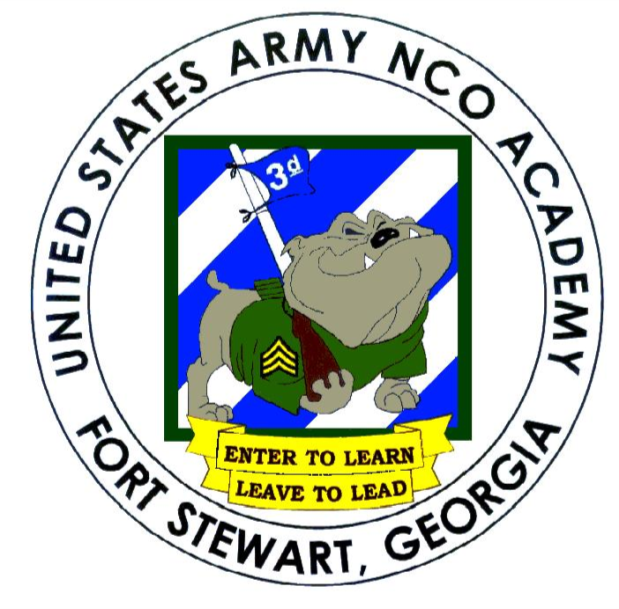 UNITED STATES ARMY NCO ACADEMY
3d
ENTER TO LEARN
LEAVE TO LEAD
FORT STEWART, GEORGIA